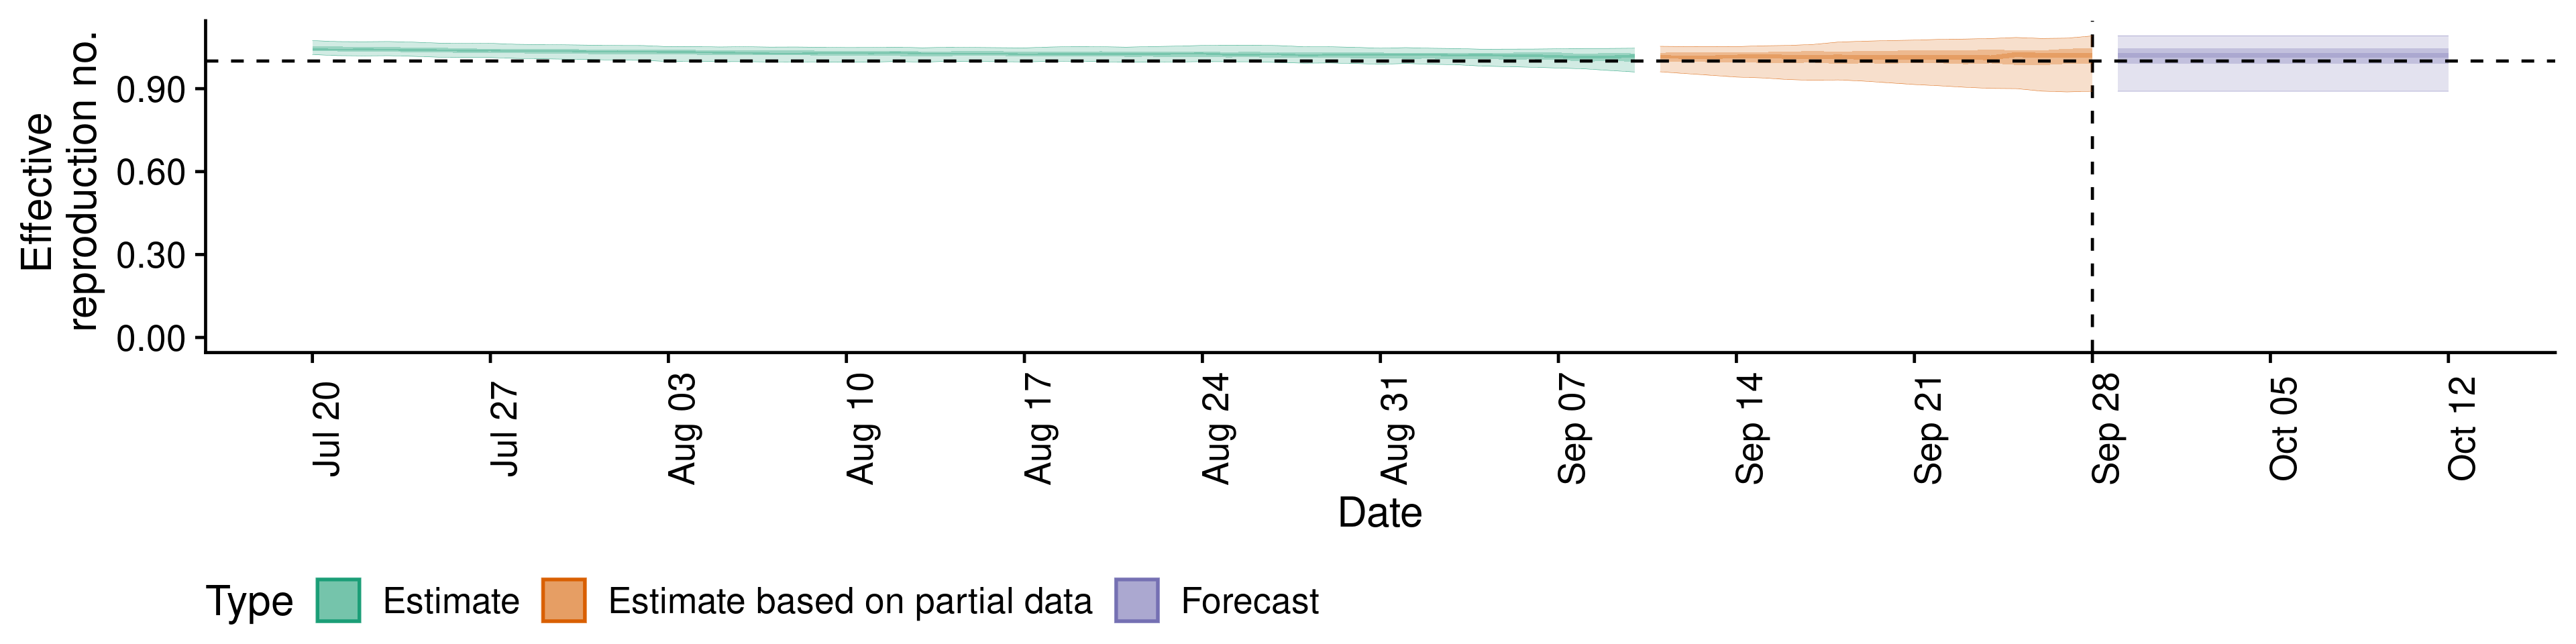 Effective
reproduction no.
0.90
0.60
0.30
0.00
Jul 20
Jul 27
Aug 03
Aug 10
Aug 17
Aug 24
Aug 31
Sep 07
Sep 14
Sep 21
Sep 28
Oct 05
Oct 12
Date
Type Estimate Estimate based on partial data Forecast